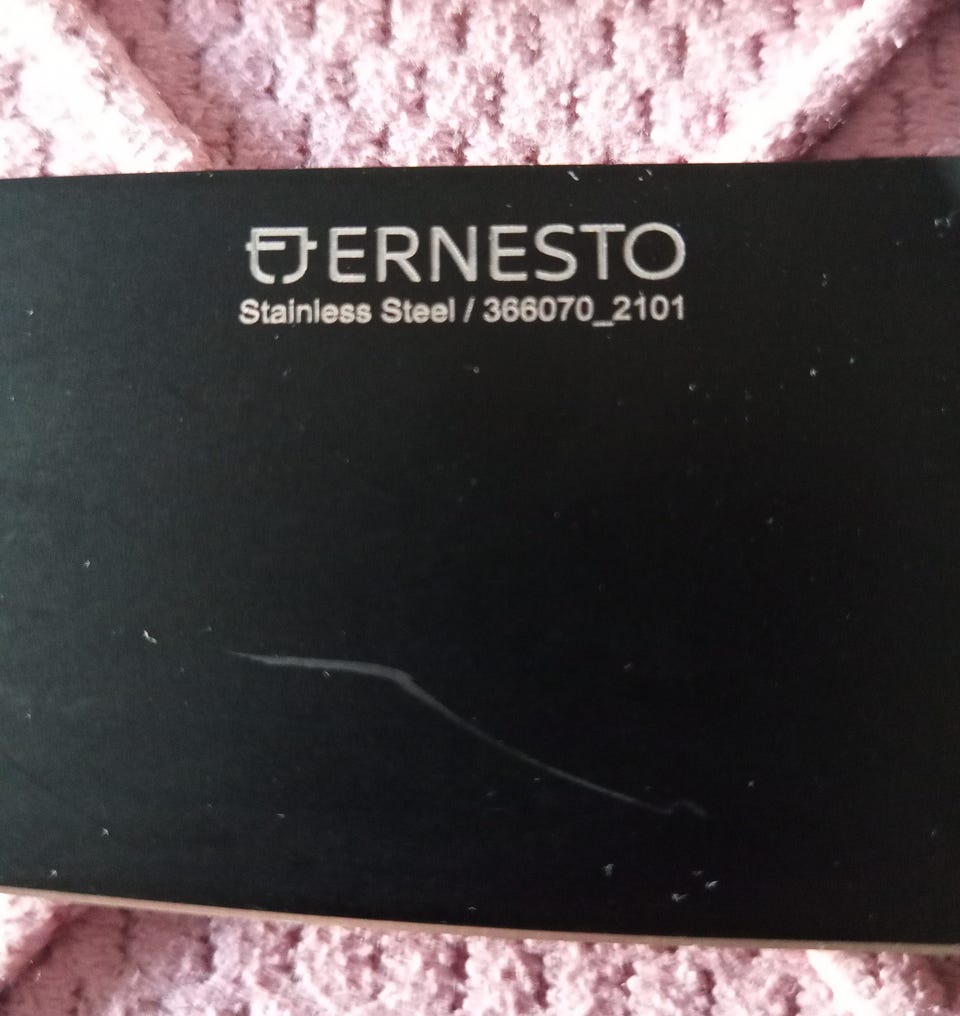 ERNESTO
Stainless Steel / 366070_2101